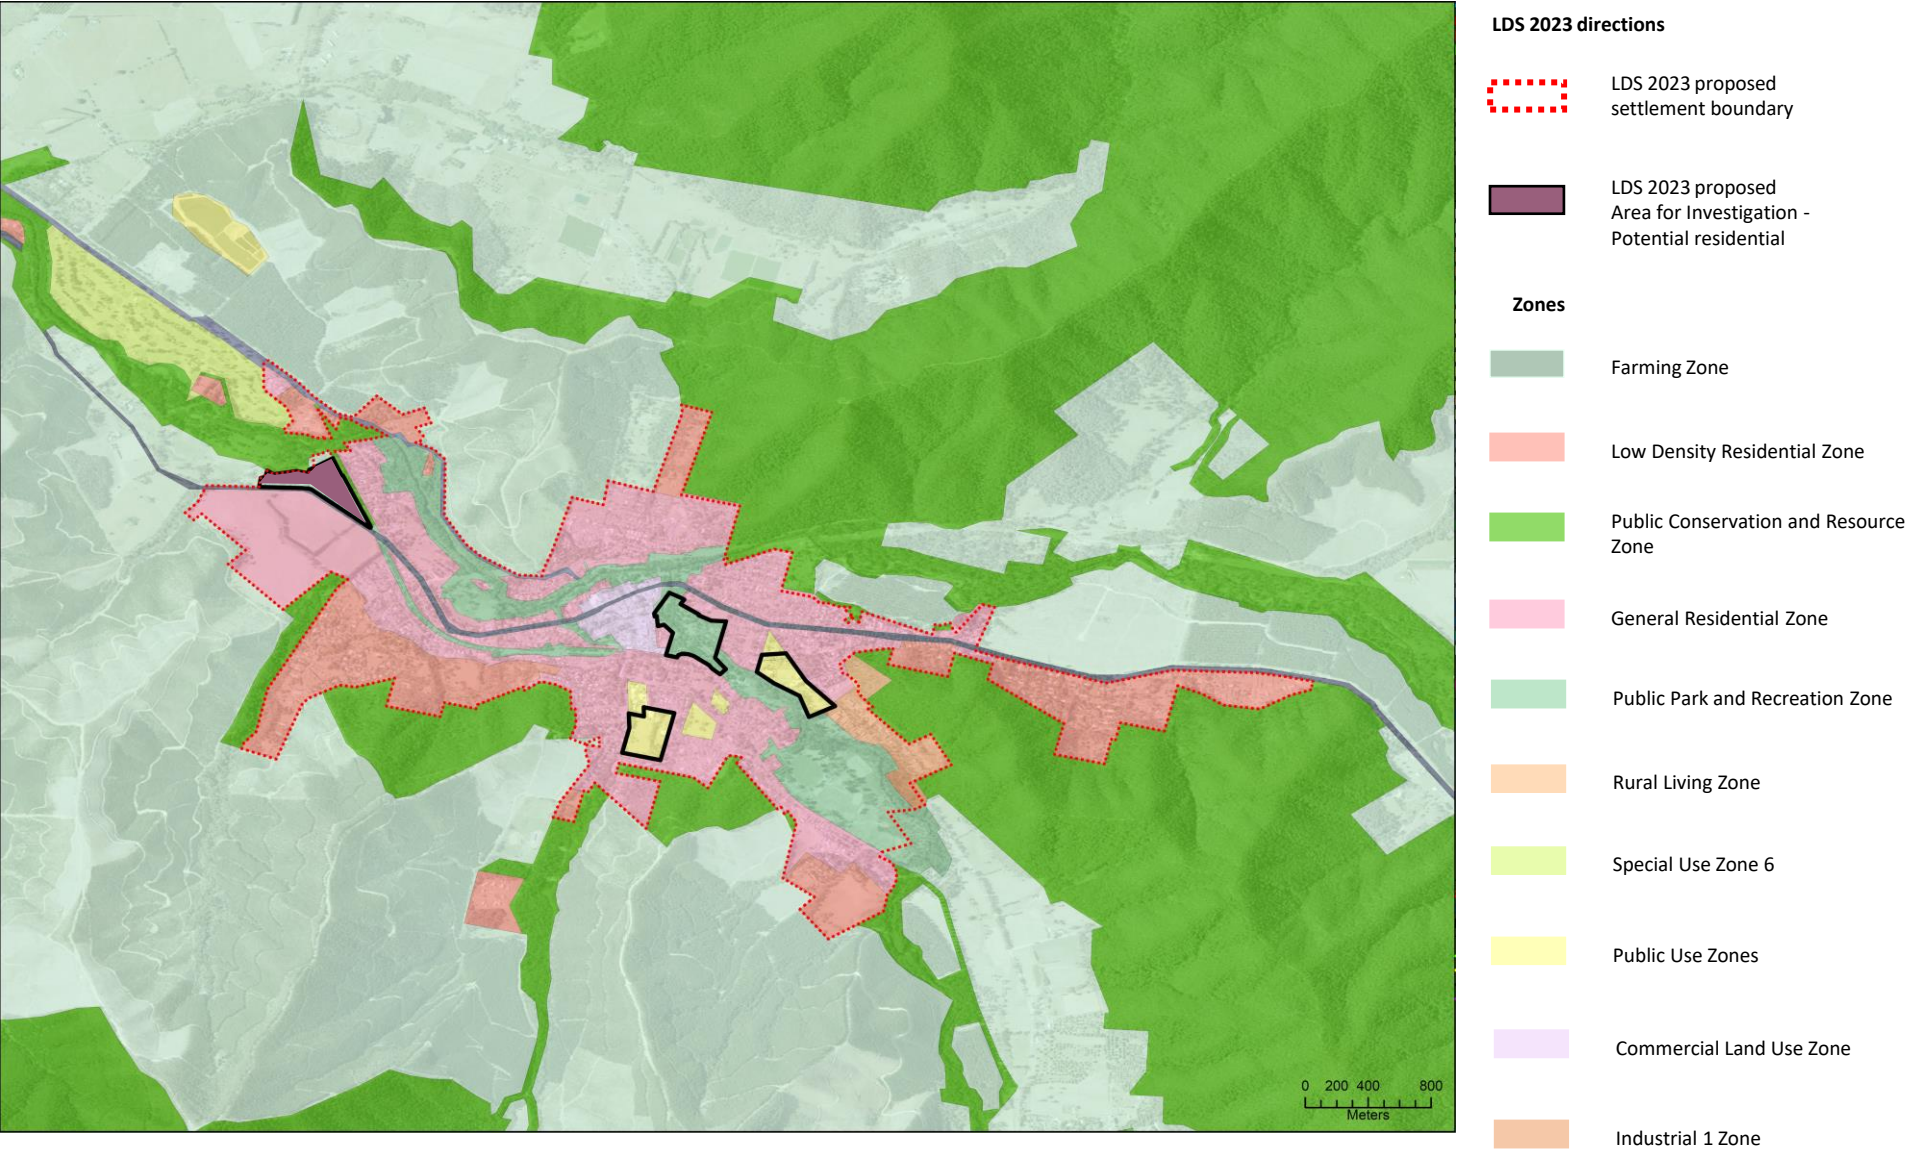 LDS 2023 directions
LDS 2023 proposed
settlement boundary
LDS 2023 proposed
Area for Investigation -
Potential residential
Zones
Farming Zone
Low Density Residential Zone
Public Conservation and Resource
Zone
General Residential Zone
Public Park and Recreation Zone
Rural Living Zone
Special Use Zone 6
Public Use Zones
Commercial Land Use Zone
Industrial 1 Zone
0 200 400 800
Meters